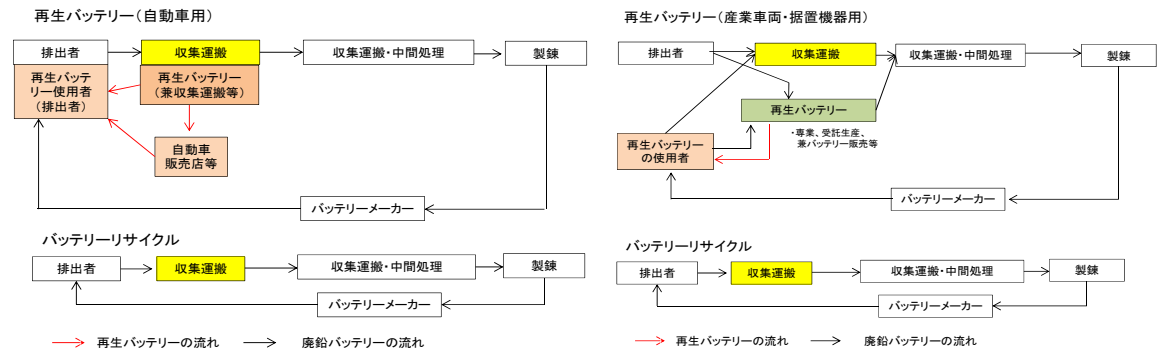 再生バッテリー(自動車用)
排出者
収集運搬
収集運搬・中間処理
製錬
再生バッテ
リー使用者
(排出者)
再生バッテリー
(兼収集運搬等)
自動車
販売店等
バッテリーメーカー
バッテリーリサイクル
排出者
収集運搬
収集運搬・中間処理
製錬
バッテリーメーカー
再生バッテリーの流れ
廃鉛バッテリーの流れ
再生バッテリー(産業車両・据置機器用)
排出者
収集運搬
収集運搬・中間処理
製錬
再生バッテリー
・専業、受託生産、
兼バッテリー販売等
再生バッテリー
の使用者
バッテリーメーカー
バッテリーリサイクル
排出者
収集運搬
収集運搬・中間処理
製錬
バッテリーメーカー
再生バッテリーの流れ
廃鉛バッテリーの流れ